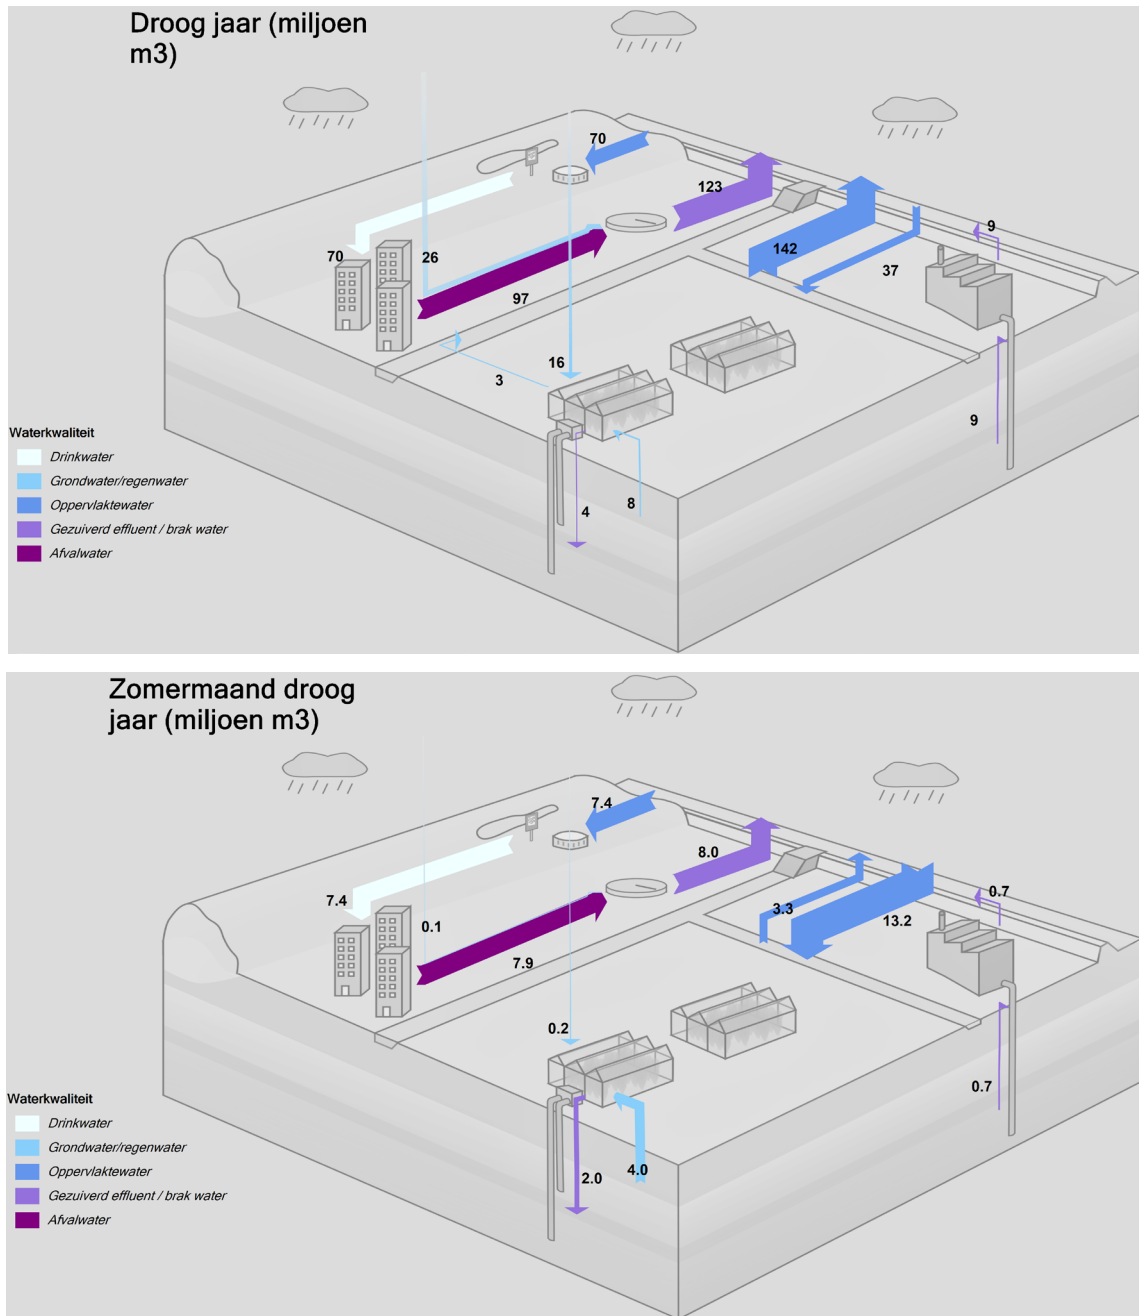 Droog jaar (miljoen
m3)
70
123
9
142
70
26
37
97
16
3
9
8
4
Waterkwaliteit
Drinkwater
Grondwater/regenwater
Oppervlaktewater
Gezuiverd effluent / brak water
Afvalwater
Zomermaand droog
jaar (miljoen m3)
7.4
8.0
0.7
7.4
3.3
13.2
0.1
7.9
0.2
0.7
4.0
2.0
Waterkwaliteit
Drinkwater
Grondwater/regenwater
Oppervlaktewater
Gezuiverd effluent / brak water
Afvalwater